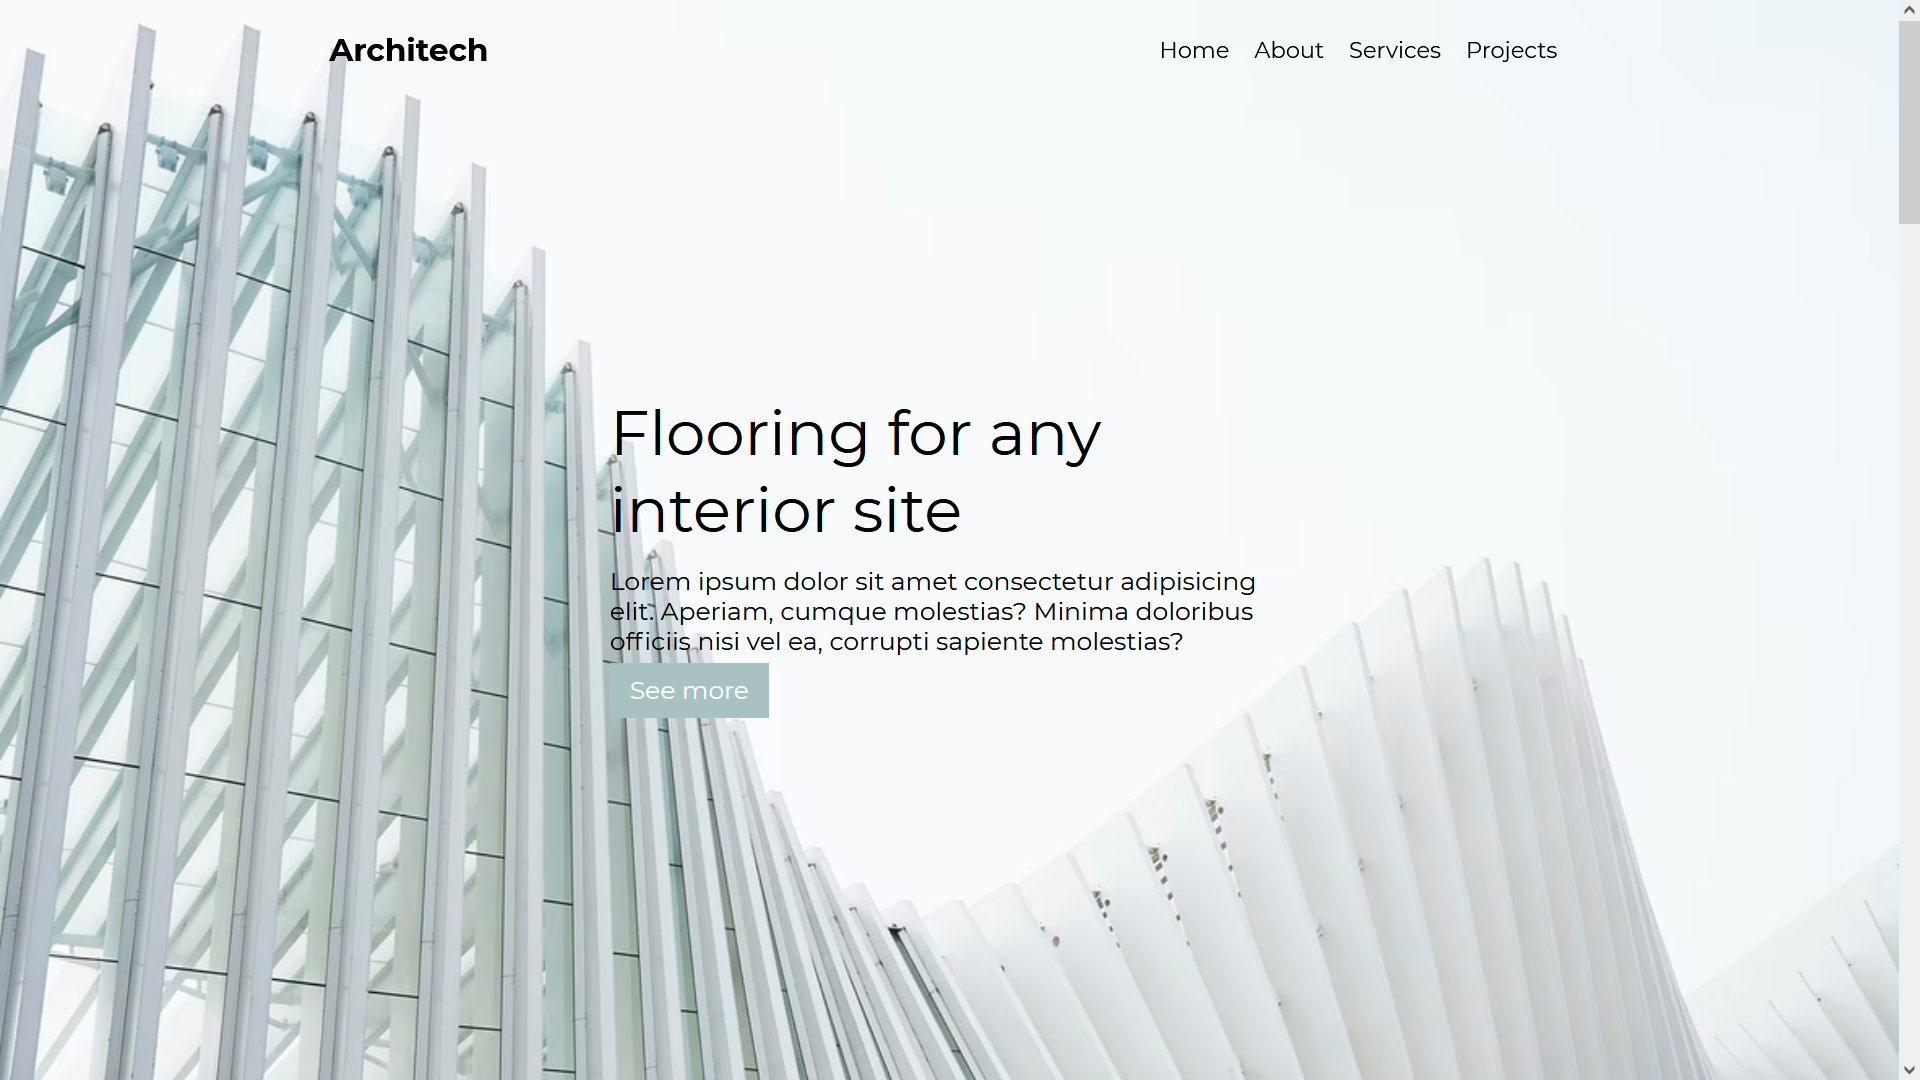 Architech
Home About Services Projects
Flooring for any
interior site
Lorem ipsum dolor sit amet consectetur adipisicing
elit. Aperiam, cumque molestias? Minima doloribus
officiis nisi vel ea, corrupti sapiente molestias?
See more